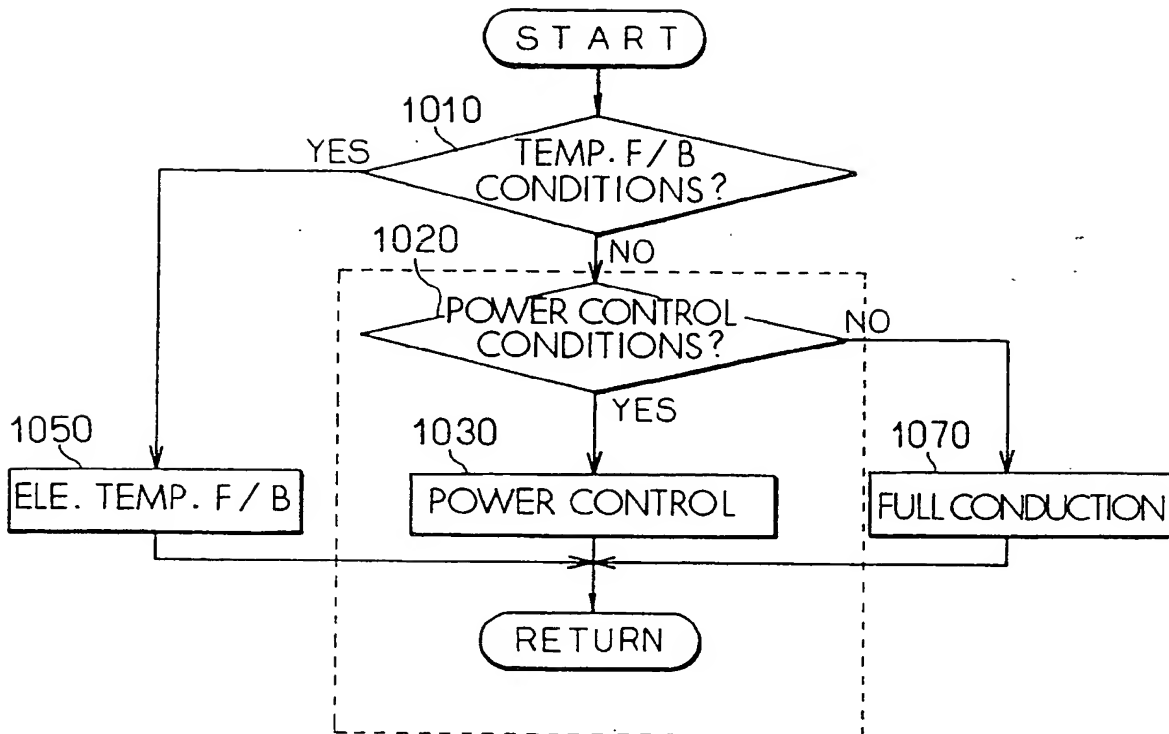 START
1010
YES
TEMP. F/B
CONDITIONS?
1020
NO
POWER CONTROL
CONDITIONS?
NO
YES
1050
1030
1070
ELE. TEMP. F/B
POWER CONTROL
FULL CONDUCTION
RETURN